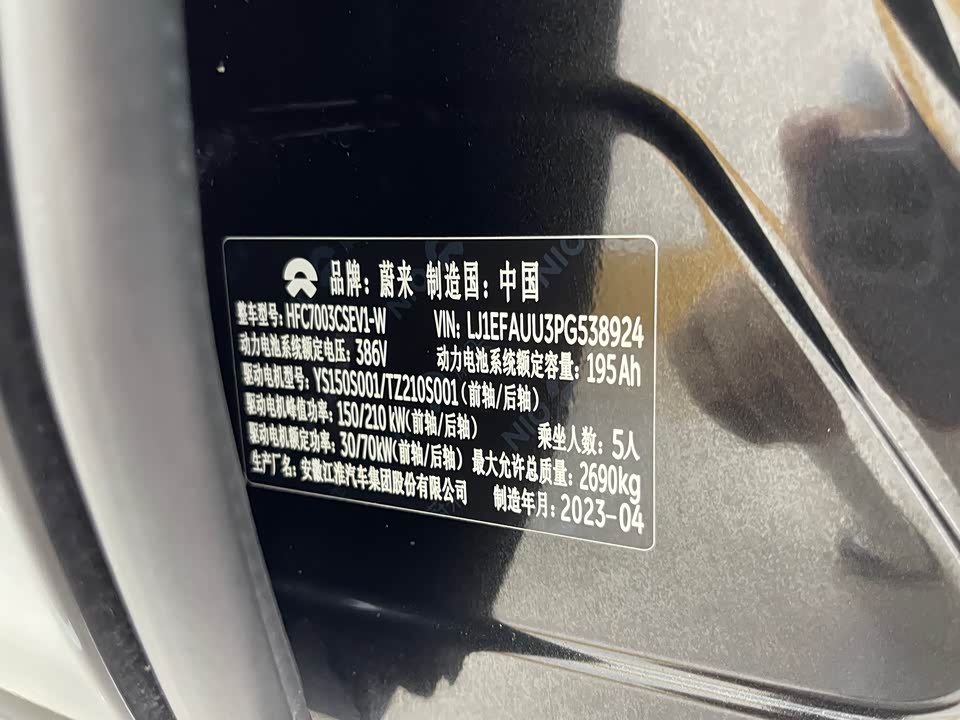 品牌：蔚来 制造国：中国
整车型号：HFC7003CSEV1-W VIN：LJ1EFAUU3PG538924
动力电池系统额定电压：386V 动力电池系统额定容量：195Ah
驱动电机型号：YS150S001/TZ210S001（前轴/后轴）
驱动电机峰值功率：150/210 kW(前轴/后轴) 乘坐人数：5人
驱动电机额定功率：30/70kW(前轴/后轴) 最大允许总质量：2690kg
生产厂名：安徽江淮汽车集团股份有限公司 制造年月：2023-04